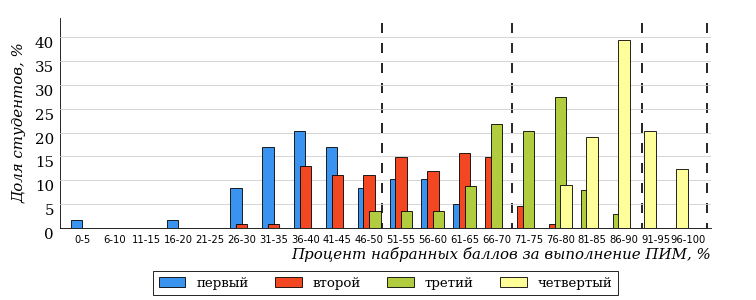 Доля студентов, %
40
35
30
25
20
15
10
5
0
0-5 6-10 11-15 16-20 21-25 26-30 31-35 36-40 41-45 46-50 51-55 56-60 61-65 66-70 71-75 76-80 81-85 86-90 91-95 96-100
Процент набранных баллов за выполнение ПИМ, %
первый второй третий четвертый